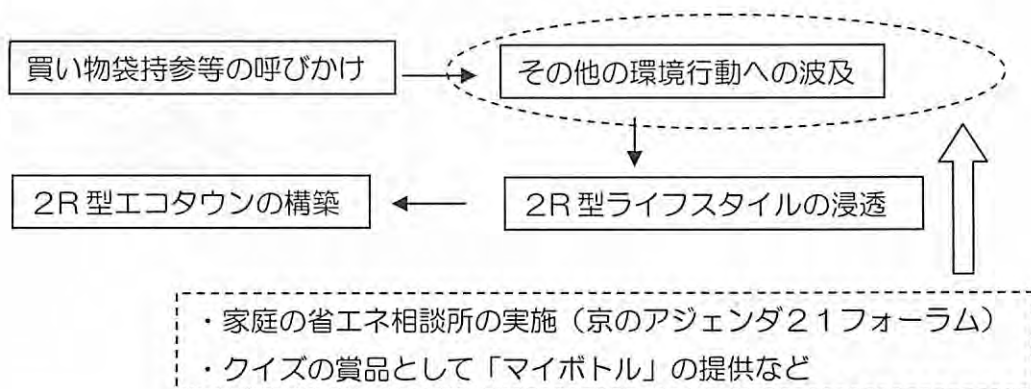 買い物袋持参等の呼びかけ
その他の環境行動への波及
2R型ライフスタイルの浸透
2R型エコタウンの構築
・家庭の省エネ相談所の実施（京のアジェンダ２１フォーラム）
・クイズの賞品として「マイボトル」の提供など